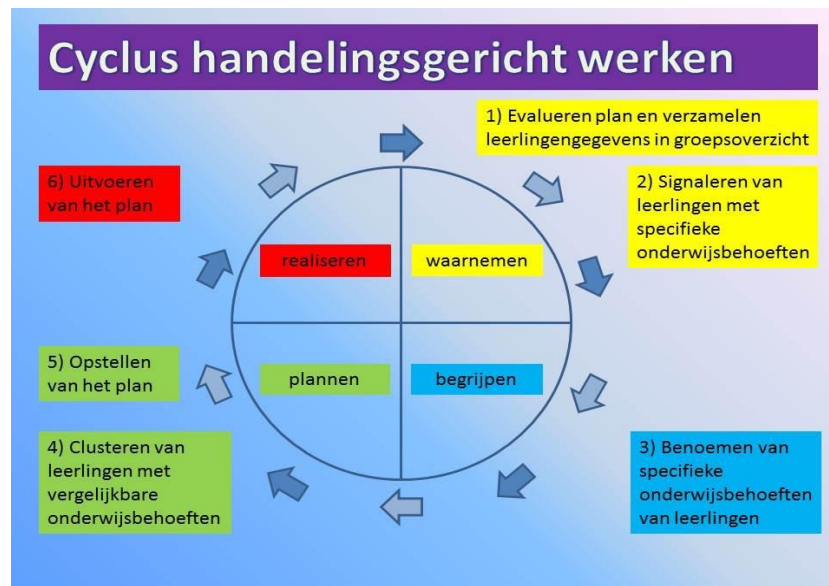 Cyclus handelingsgericht werken
1) Evalueren plan en verzamelen
leerlingengegevens in groepsoverzicht
2) Signaleren van
leerlingen met
specifieke
onderwijsbehoeften
3) Benoemen van
specifieke
onderwijsbehoeften
van leerlingen
4) Clusteren van
leerlingen met
vergelijkbare
onderwijsbehoeften
5) Opstellen
van het plan
6) Uitvoeren
van het plan
realiseren
waarnemen
plannen
begrijpen